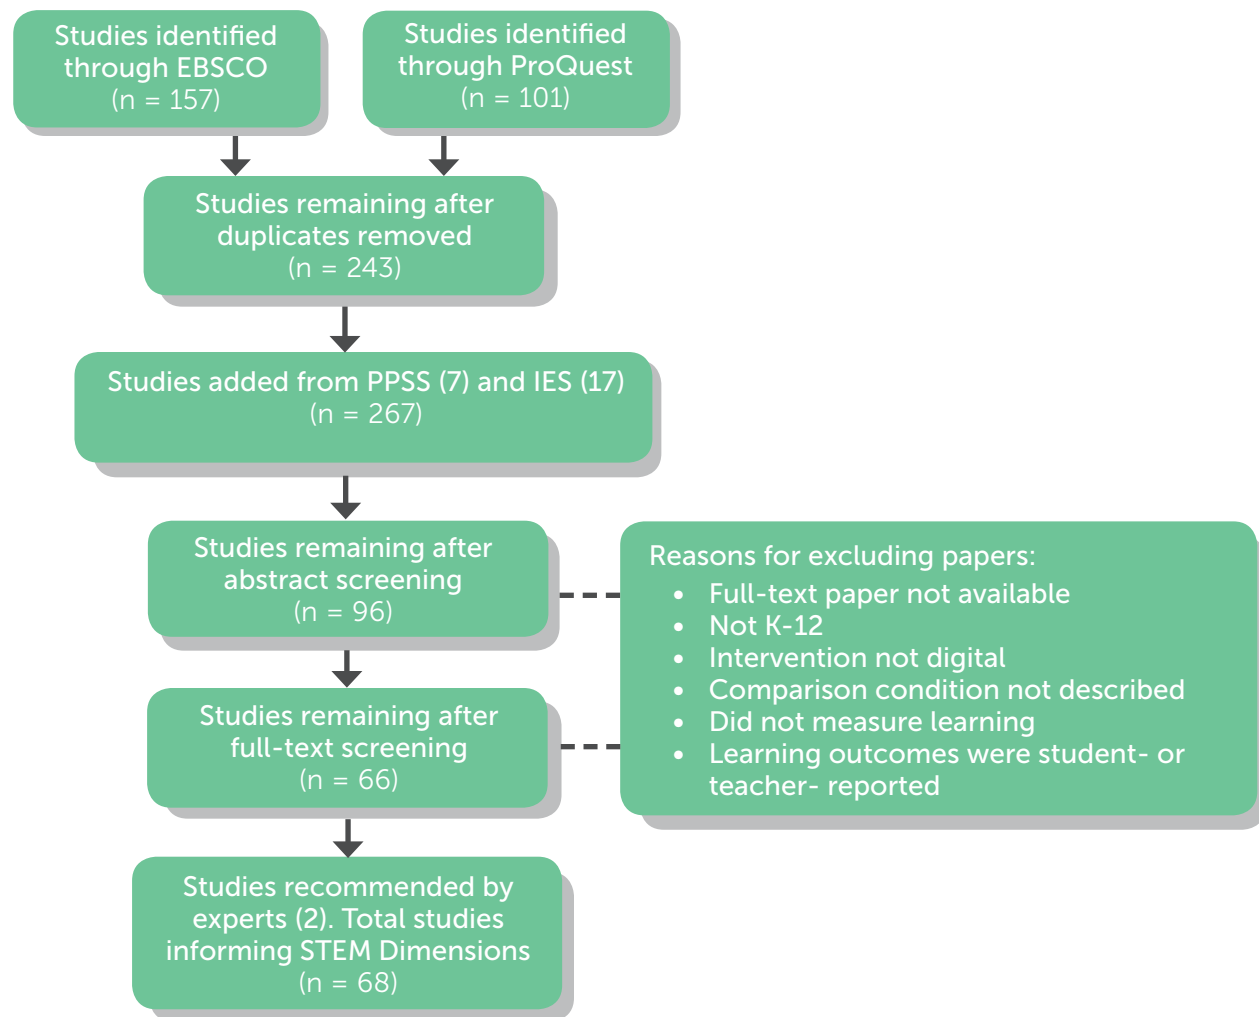 Studies identified
through EBSCO
(n = 157)
Studies identified
through ProQuest
(n = 101)
Studies remaining after
duplicates removed
(n = 243)
Studies added from PPSS (7) and IES (17)
(n = 267)
Studies remaining after
abstract screening
(n = 96)
Reasons for excluding papers:
• Full-text paper not available
• Not K-12
• Intervention not digital
• Comparison condition not described
• Did not measure learning
• Learning outcomes were student- or
teacher- reported
Studies remaining after
full-text screening
(n = 66)
Studies recommended by
experts (2). Total studies
informing STEM Dimensions
(n = 68)